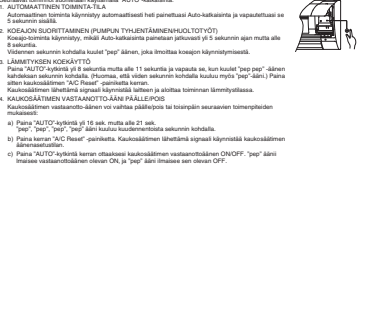 1. AUTOMAATTINEN TOIMINTA-TILA
Automaattinen toiminta käynnistyy automaattisesti heti painettuasi Auto-katkaisinta ja vapautettuasi se
5 sekunnin sisällä.
2. KOEAJON SUORITTAMINEN (PUMPUN TYHJENTÄMINEN/HUOLTOTYÖT)
Koeajo-toiminta käynnistyy, mikäli Auto-katkaisinta painetaan jatkuvasti yli 5 sekunnin ajan mutta alle
8 sekuntia.
Viidennen sekunnin kohdalla kuulet "pep" äänen, joka ilmoittaa koeajon käynnistymisestä.
3. LÄMMITYKSEN KOEKÄYTTÖ
Paina "AUTO"-kytkintä yli 8 sekuntia mutta alle 11 sekuntia ja vapauta se, kun kuulet "pep pep" -äänen
kahdeksan sekunnin kohdalla. (Huomaa, että viiden sekunnin kohdalla kuuluu myös "pep"-ääni.) Paina
sitten kaukosäätimen "A/C Reset" -painiketta kerran.
Kaukosäätimen lähettämä signaali käynnistää laitteen ja aloittaa toiminnan lämmitystilassa.
4. KAUKOSÄÄTIMEN VASTAANOTTO-ÄÄNI PÄÄLLE/POIS
Kaukosäätimen vastaanotto-äänen voi vaihtaa päälle/pois tai toisinpäin seuraavien toimenpiteiden
mukaisesti:
a) Paina "AUTO"-kytkintä yli 16 sek. mutta alle 21 sek.
"pep", "pep", "pep", "pep" ääni kuuluu kuudennentoista sekunnin kohdalla.
b) Paina kerran "A/C Reset" -painiketta. Kaukosäätimen lähettämä signaali käynnistää kaukosäätimen
äänenasetustilan.
c) Paina "AUTO"-kytkintä kerran ottaaksesi kaukosäätimen vastaanottoäänen ON/OFF. "pep" äänii
lmaisee vastaanottoäänen olevan ON, ja "pep" ääni ilmaisee sen olevan OFF.